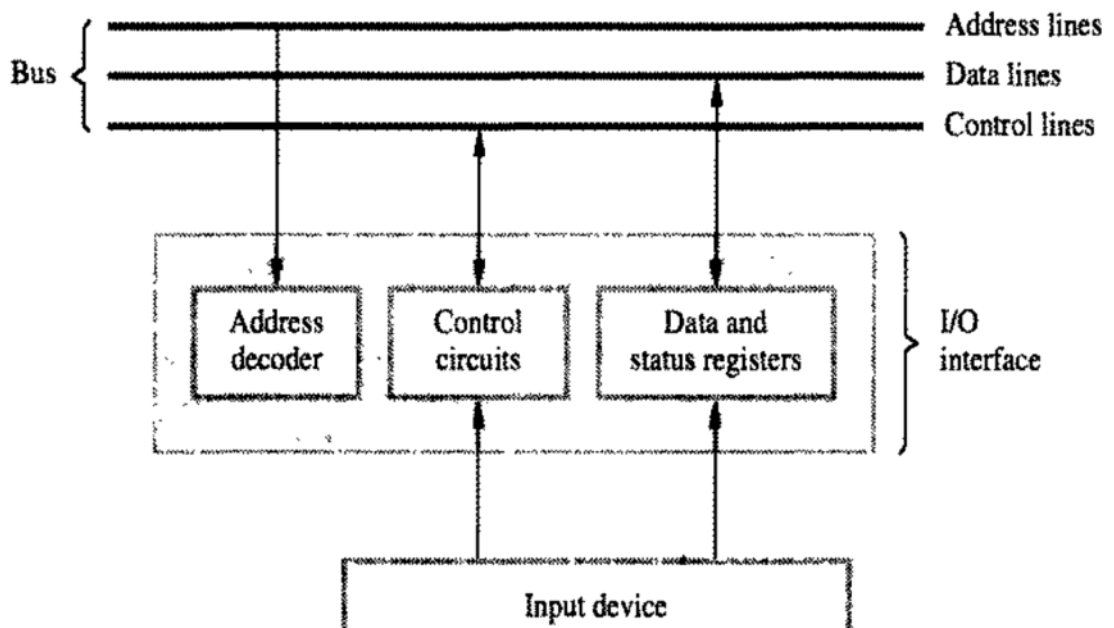 Address lines
Bus
Data lines
Control lines
Address
decoder
Control
circuits
Data and
status registers
I/O
interface
Input device